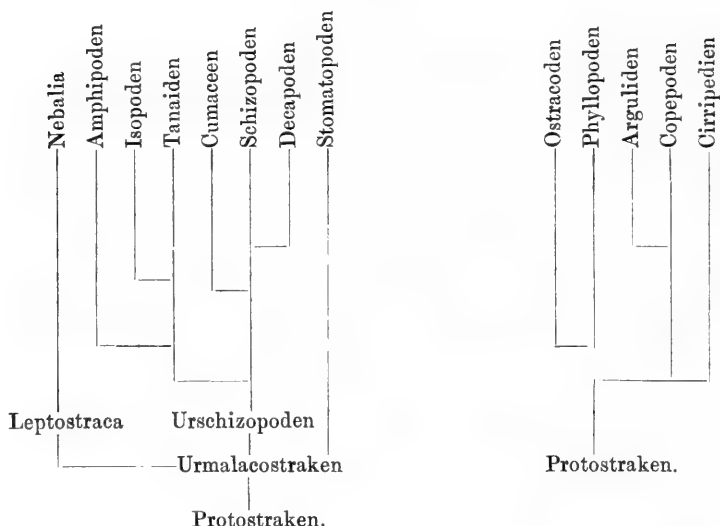 Nebalia
Amphipoden
Isopoden
Tanaiden
Cumaceen
Schizopoden
Decapoden
Stomatopoden
Ostracoden
Phyllopoden
Arguliden
Copepoden
Cirripedien
Leptostraca
Urschizopoden
Urmalacostraken
Protostraken.
Protostraken.